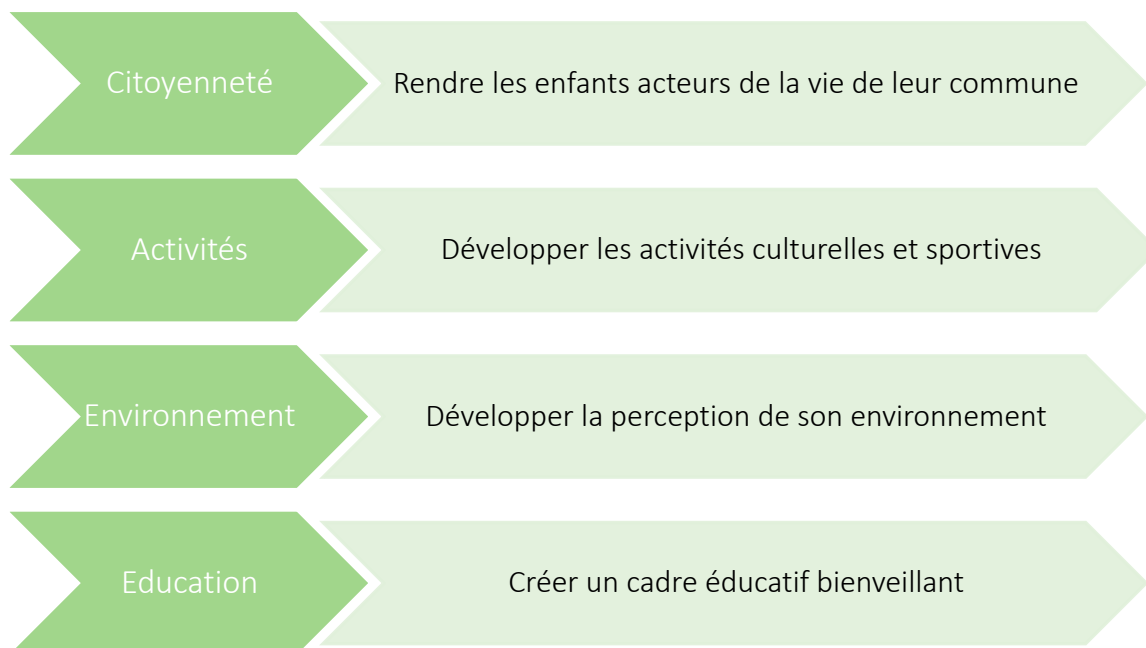 Citoyenneté
Rendre les enfants acteurs de la vie de leur commune
Activités
Développer les activités culturelles et sportives
Environnement
Développer la perception de son environnement
Education
Créer un cadre éducatif bienveillant